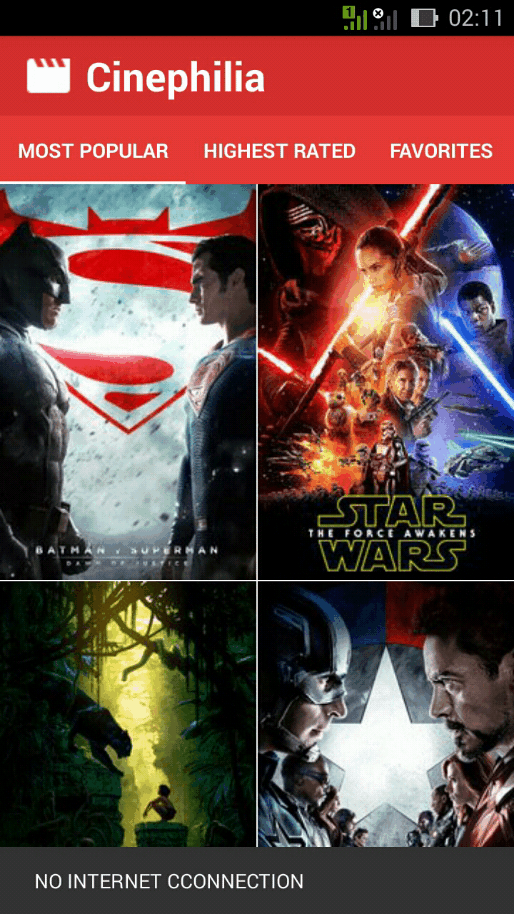 1
02:11
Cinephilia
MOST POPULAR HIGHEST RATED FAVORITES
BATMAN V SUPERMAN
DAWN OF JUSTICE
STAR
THE FORCE AWAKENS
WARS
NO INTERNET CCONNECTION